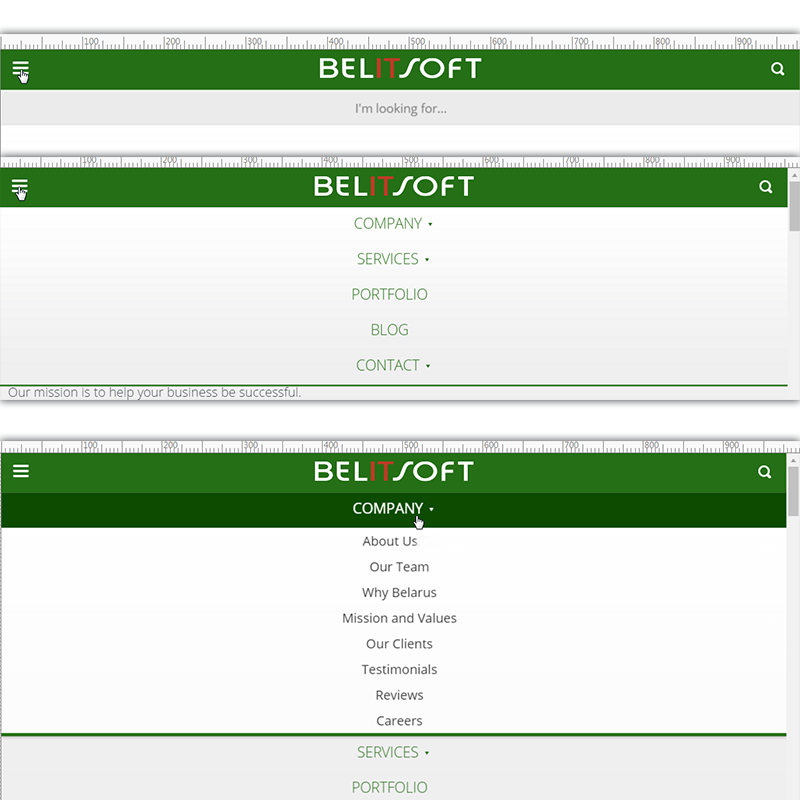 100 200 300 400 500 600 700 800 900
BELITSOFT
I'm looking for...
100 200 300 400 500 600 700 800 900
BELITSOFT
COMPANY
SERVICES
PORTFOLIO
BLOG
CONTACT
Our mission is to help your business be successful.
100 200 300 400 500 600 700 800 900
BELITSOFT
COMPANY
About Us
Our Team
Why Belarus
Mission and Values
Our Clients
Testimonials
Reviews
Careers
SERVICES
PORTFOLIO